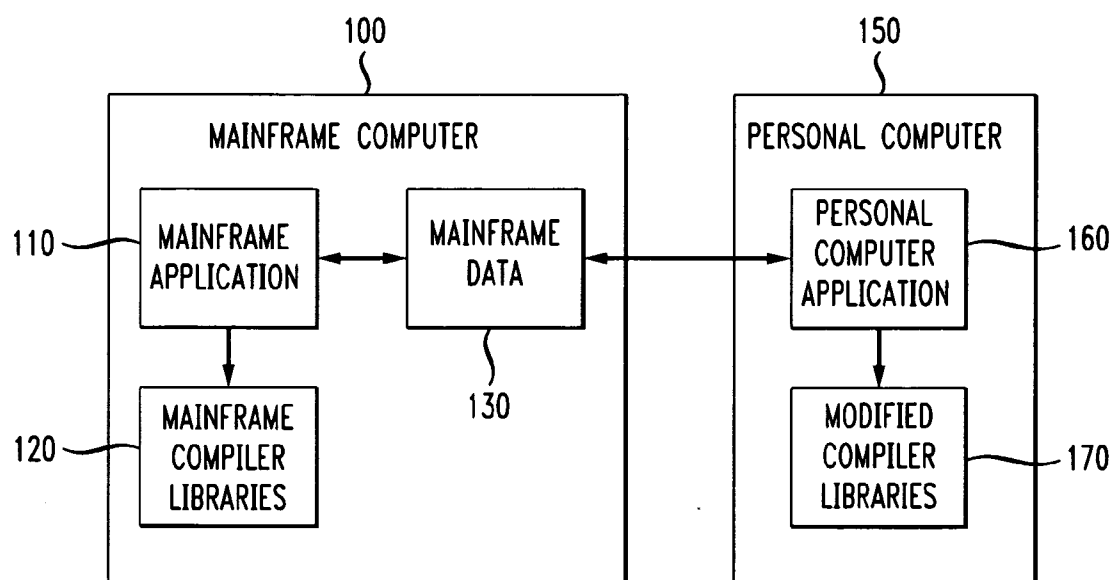 100
150
MAINFRAME COMPUTER
PERSONAL COMPUTER
110
MAINFRAME
APPLICATION
MAINFRAME
DATA
PERSONAL
COMPUTER
APPLICATION
160
130
120
MAINFRAME
COMPILER
LIBRARIES
MODIFIED
COMPILER
LIBRARIES
170